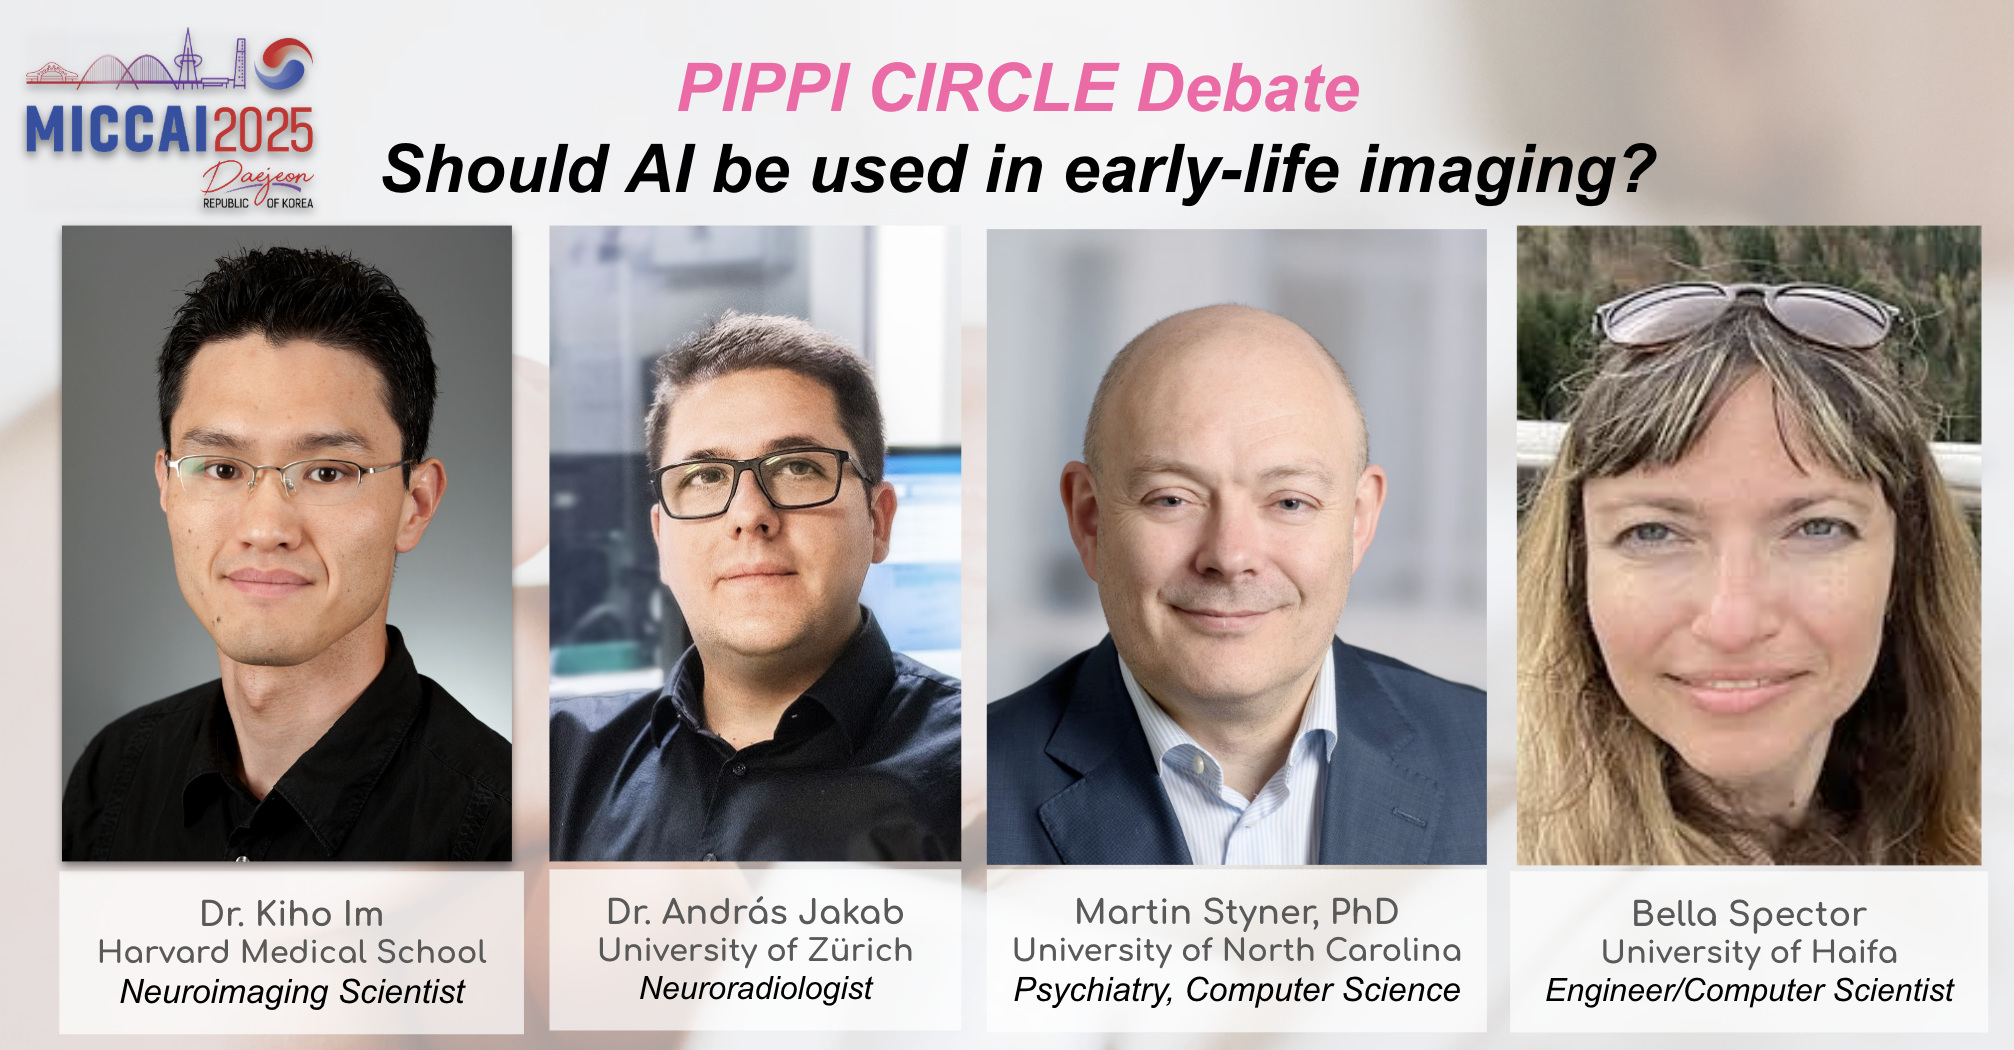 MICCAI2025
Daejeon
REPUBLIC OF KOREA
PIPPI CIRCLE Debate
Should AI be used in early-life imaging?
Dr. Kiho Im
Harvard Medical School
Neuroimaging Scientist
Dr. András Jakab
University of Zürich
Neuroradiologist
Martin Styner, PhD
University of North Carolina
Psychiatry, Computer Science
Bella Spector
University of Haifa
Engineer/Computer Scientist